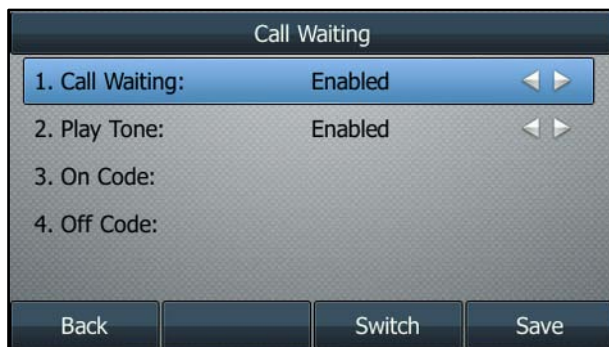 Call Waiting
1. Call Waiting: Enabled
2. Play Tone: Enabled
3. On Code:
4. Off Code:
Back Switch Save